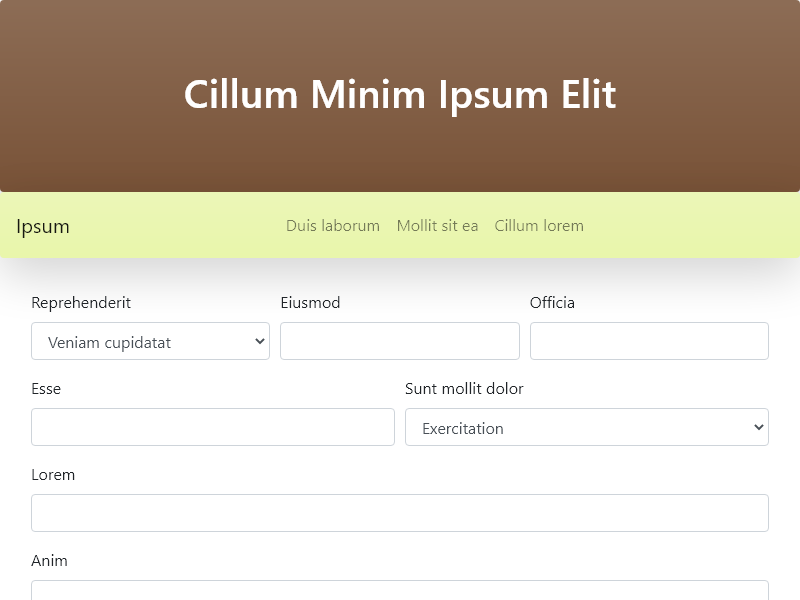 Cillum Minim Ipsum Elit
Ipsum Duis laborum Mollit sit ea Cillum lorem
Reprehenderit Eiusmod Officia
Veniam cupidatat
Esse Sunt mollit dolor
Exercitation
Lorem
Anim